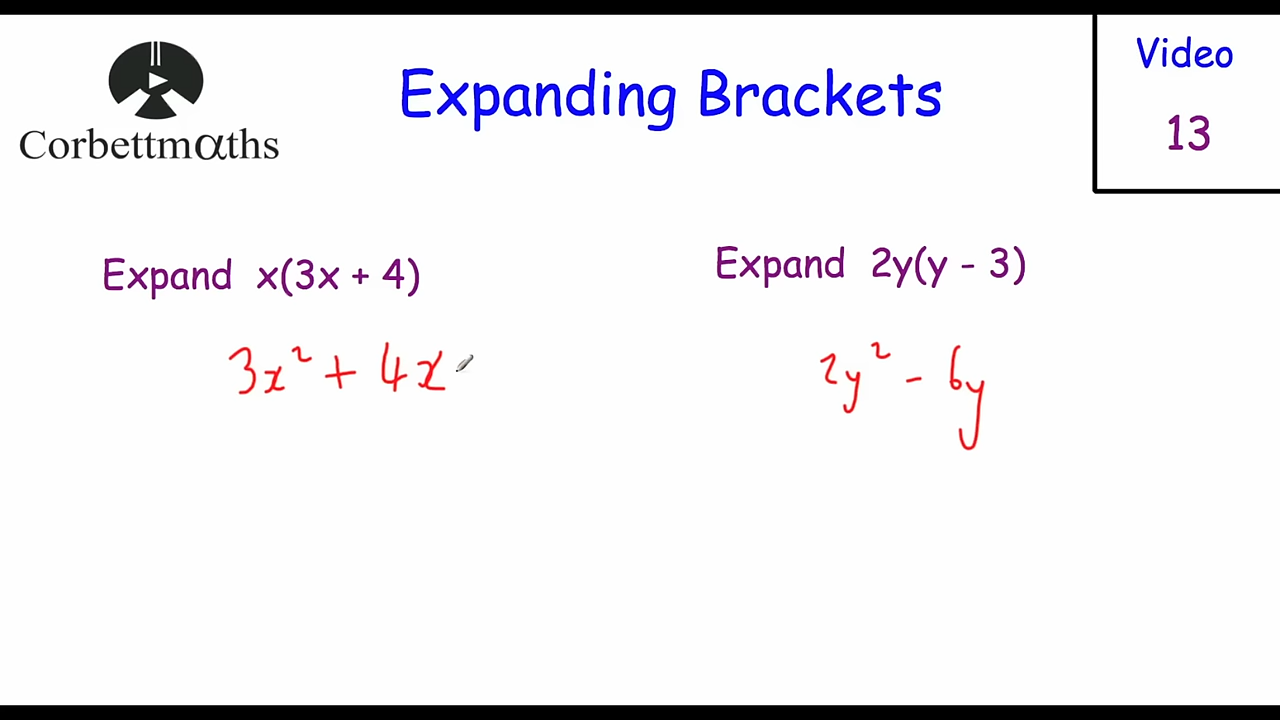 Corbettmαths
Expanding Brackets
Video
13
Expand x(3x + 4)
3x² + 4x
Expand 2y(y - 3)
2y² - 6y